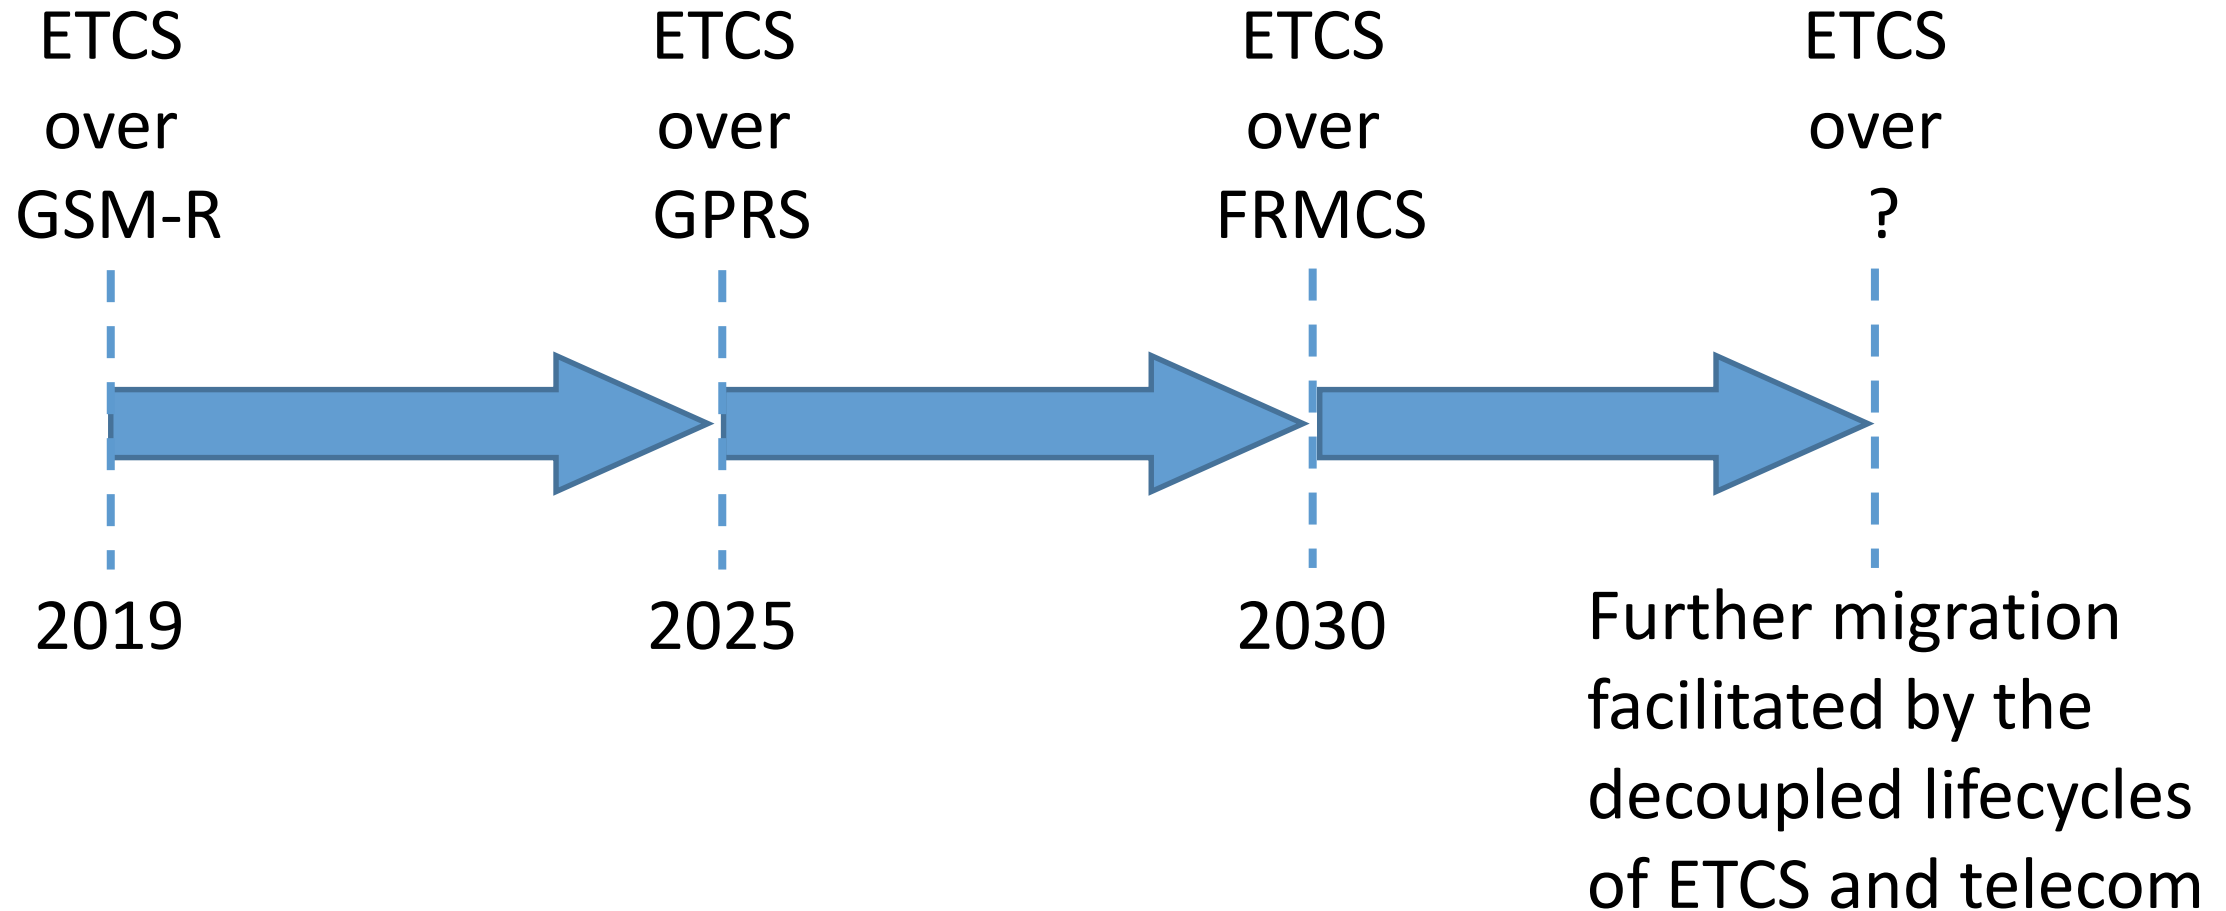 ETCS
over
GSM-R
ETCS
over
GPRS
ETCS
over
FRMCS
ETCS
over
?
2019
2025
2030
Further migration
facilitated by the
decoupled lifecycles
of ETCS and telecom